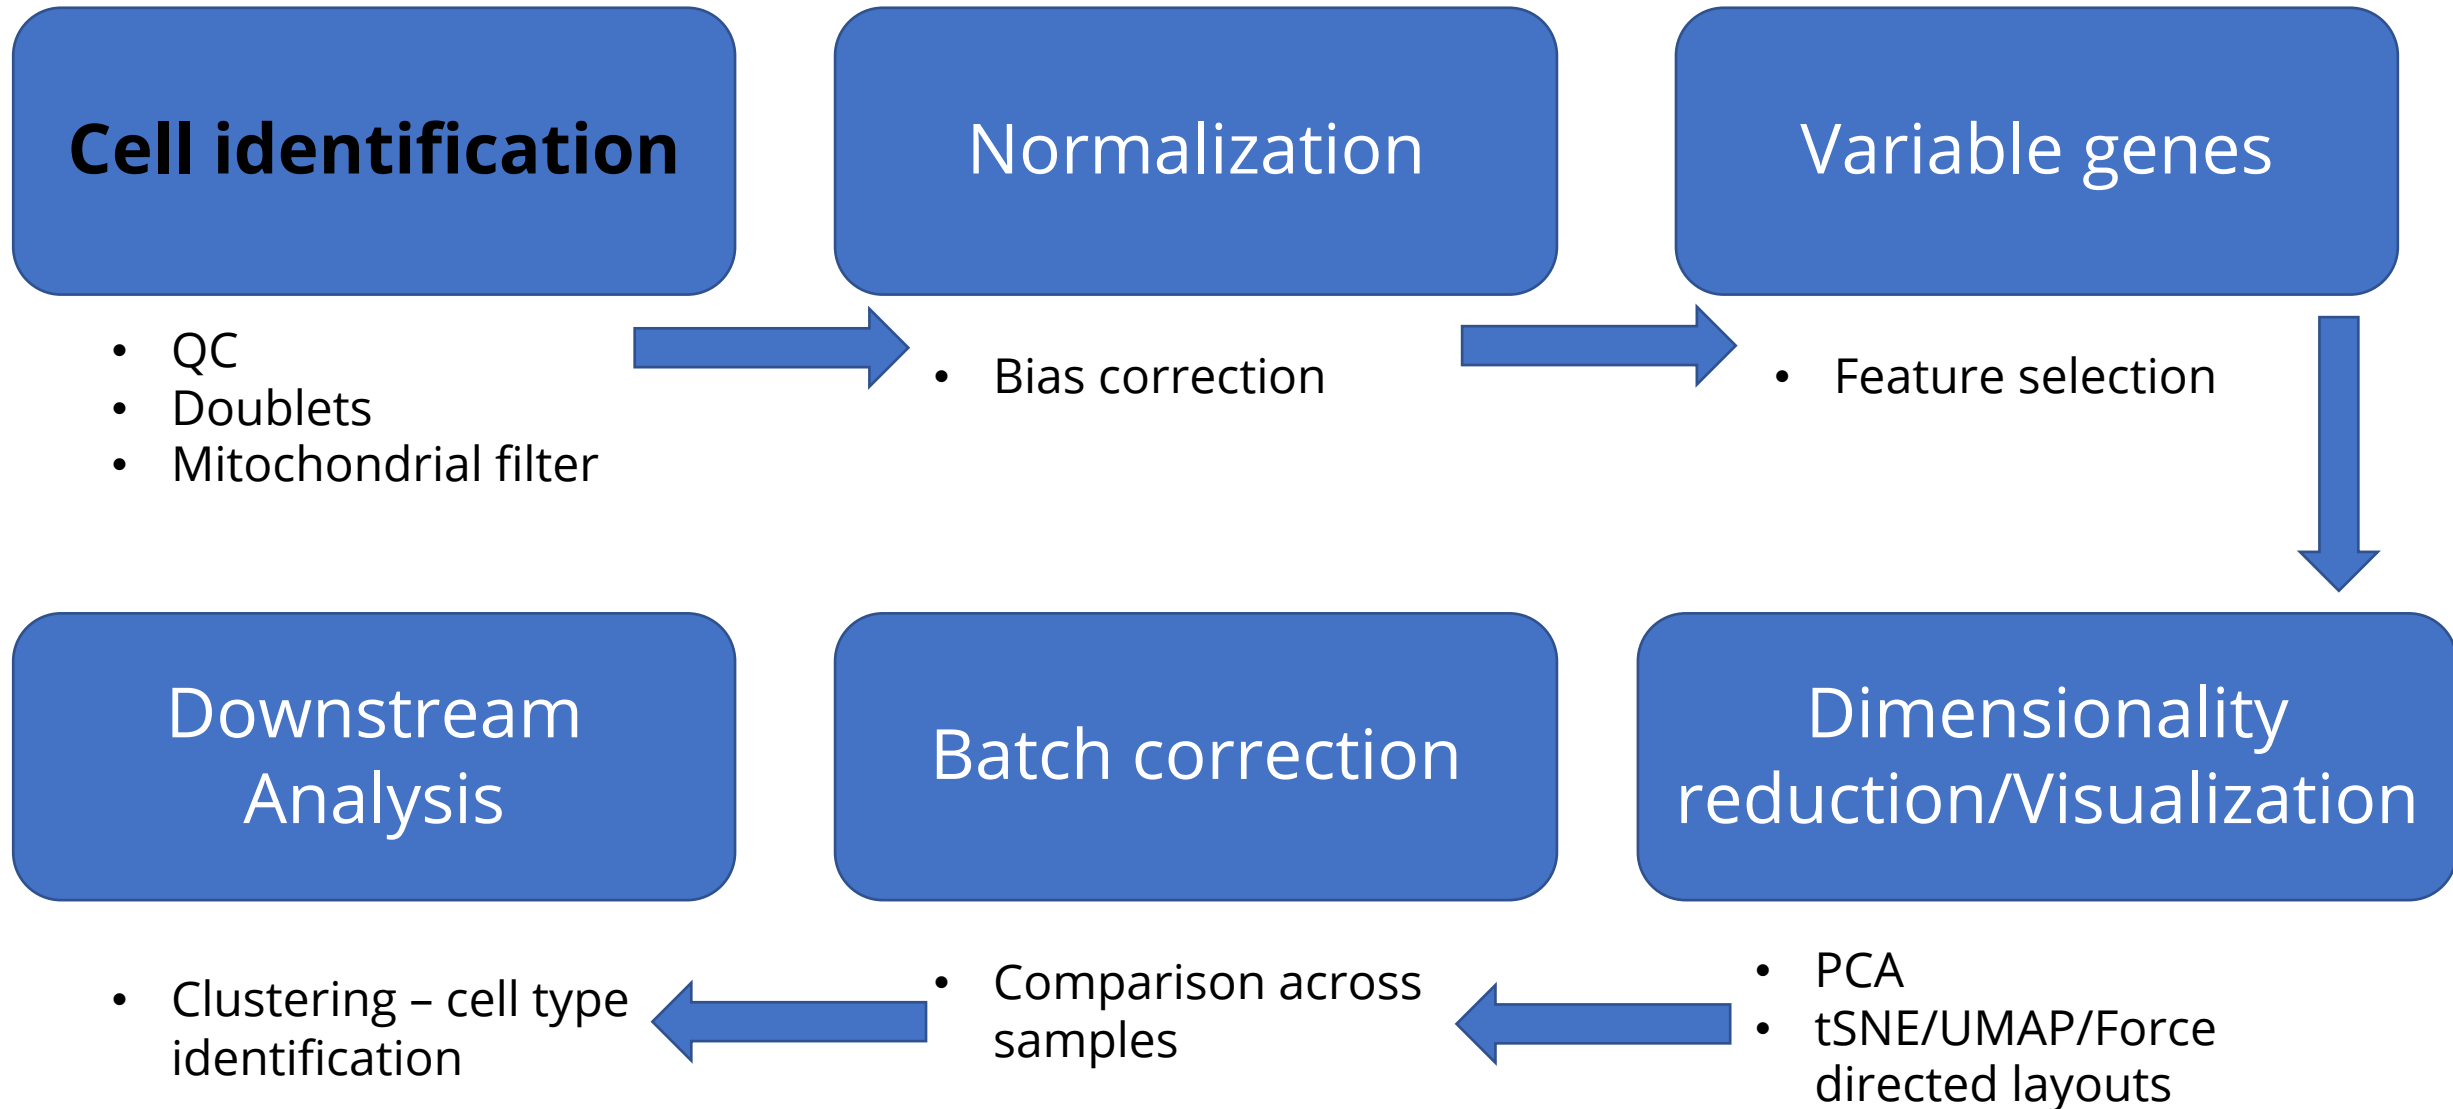 Cell identification
• QC
• Doublets
• Mitochondrial filter
Normalization
• Bias correction
Variable genes
• Feature selection
Dimensionality
reduction/Visualization
• PCA
• tSNE/UMAP/Force
directed layouts
Batch correction
• Comparison across
samples
Downstream
Analysis
• Clustering – cell type
identification